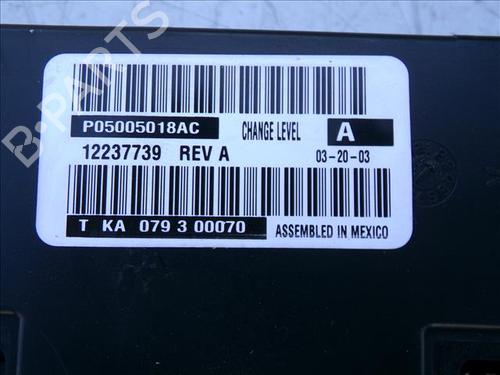 B-PARTS
P05005018AC CHANGE LEVEL A
12237739 REV A 03-20-03
T KA 079 3 00070 ASSEMBLED IN MEXICO